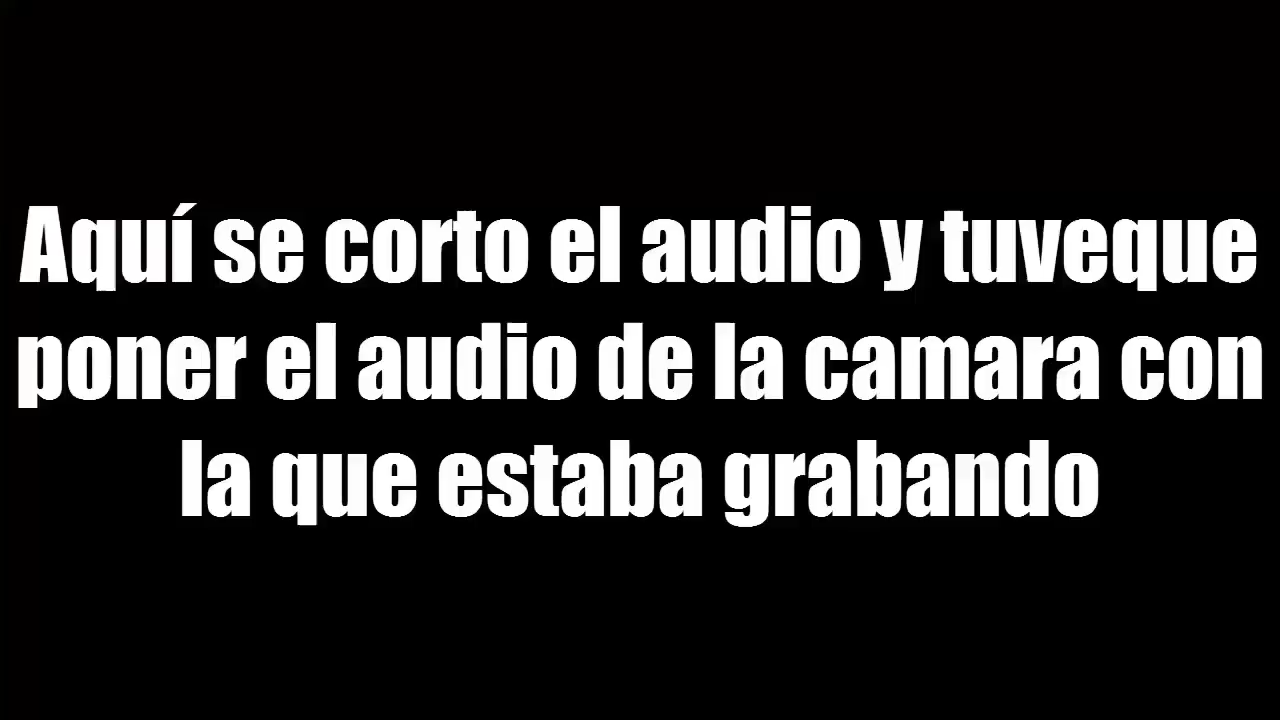 Aquí se corto el audio y tuveque
poner el audio de la camara con
la que estaba grabando